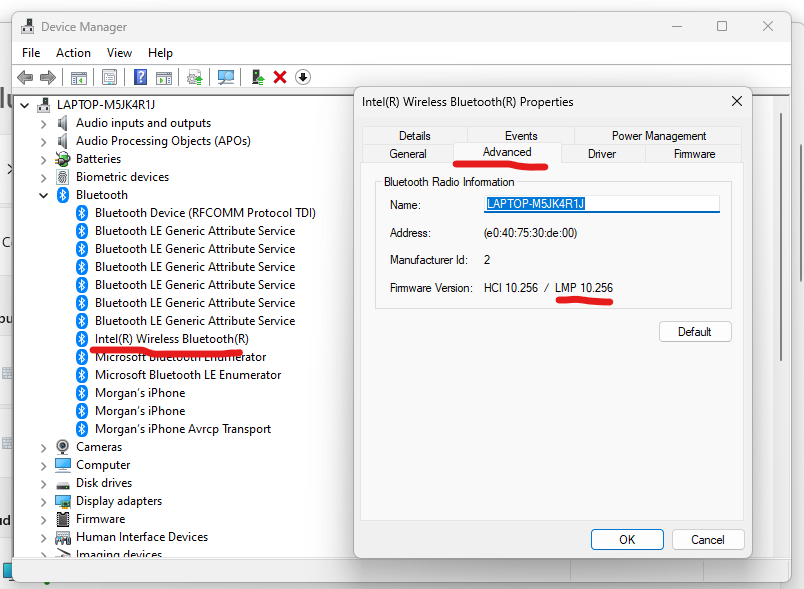 Device Manager
File Action View Help
LAPTOP-M5JK4R1J
Audio inputs and outputs
Audio Processing Objects (APOs)
Batteries
Biometric devices
Bluetooth
Bluetooth Device (RFCOMM Protocol TDI)
Bluetooth LE Generic Attribute Service
Bluetooth LE Generic Attribute Service
Bluetooth LE Generic Attribute Service
Bluetooth LE Generic Attribute Service
Bluetooth LE Generic Attribute Service
Bluetooth LE Generic Attribute Service
Intel(R) Wireless Bluetooth(R)
Microsoft Bluetooth Enumerator
Microsoft Bluetooth LE Enumerator
Morgan's iPhone
Morgan's iPhone
Morgan's iPhone Avrcp Transport
Cameras
Computer
Disk drives
Display adapters
Firmware
Human Interface Devices
Imaging devices
Intel(R) Wireless Bluetooth(R) Properties
Details Events Power Management
General Advanced Driver Firmware
Bluetooth Radio Information
Name: LAPTOP-M5JK4R1J
Address: (e0:40:75:30:de:00)
Manufacturer Id: 2
Firmware Version: HCI 10.256 / LMP 10.256
Default
OK Cancel